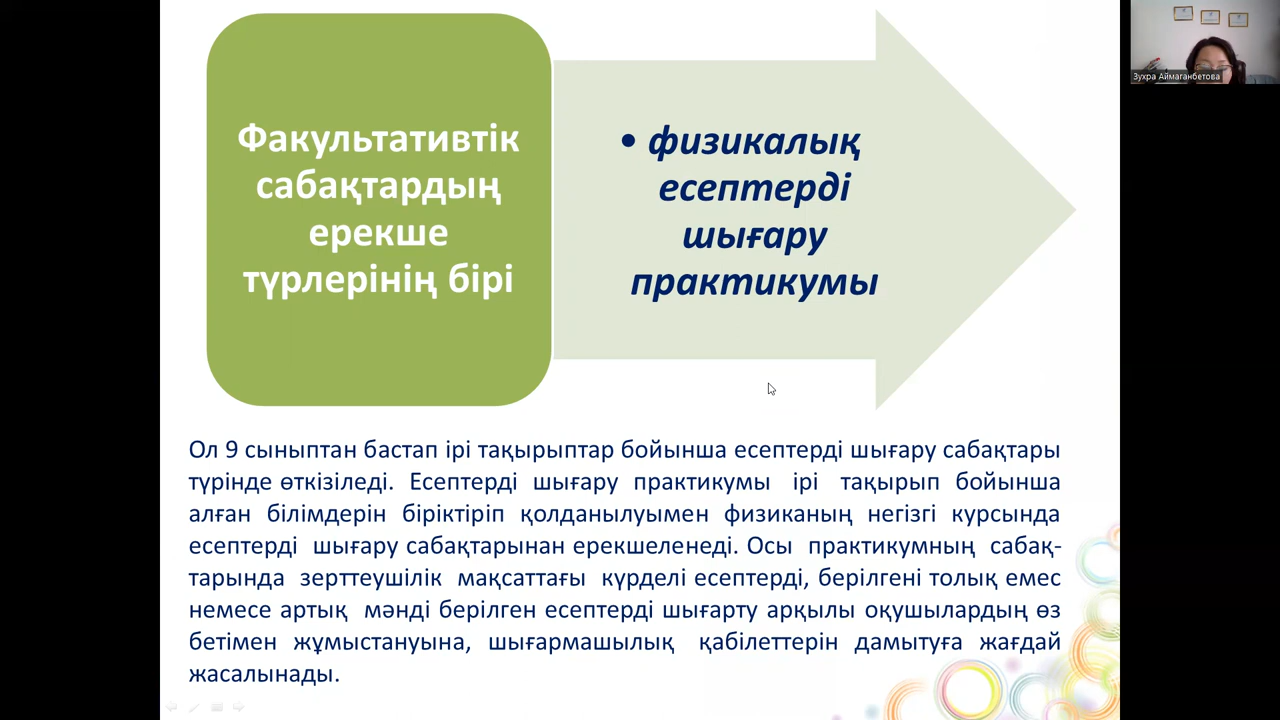 Факультативтік
сабақтардың
ерекше
түрлерінің бірі
• физикалық
есептерді
шығару
практикумы
Ол 9 сыныптан бастап ірі тақырыптар бойынша есептерді шығару сабақтары
түрінде өткізіледі. Есептерді шығару практикумы ірі тақырып бойынша
алған білімдерін біріктіріп қолданылуымен физиканың негізгі курсында
есептерді шығару сабақтарынан ерекшеленеді. Осы практикумның сабақ-
тарында зерттеушілік мақсаттағы күрделі есептерді, берілгені толық емес
немесе артық мәнді берілген есептерді шығарту арқылы оқушылардың өз
бетімен жұмыстануына, шығармашылық қабілеттерін дамытуға жағдай
жасалынады.
Зухра Аймаганбетова